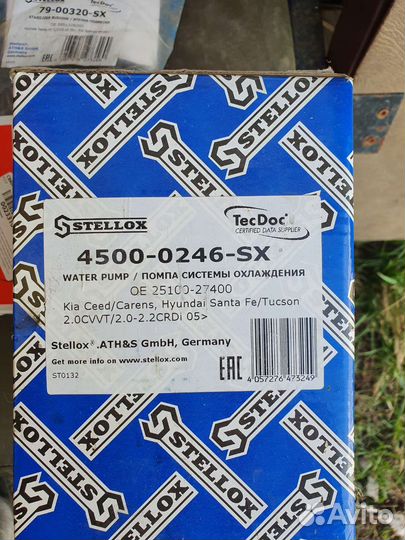 79-00320-SX
STELLOX
STELLOX
TecDoc
CERTIFIED DATA SUPPLIER
4500-0246-SX
WATER PUMP / ПОМПА СИСТЕМЫ ОХЛАЖДЕНИЯ
OE 25100-27400
Kia Ceed/Carens, Hyundai Santa Fe/Tucson
2.0CVVT/2.0-2.2CRDi 05>
Stellox® .ATH&S GmbH, Germany
Get more info on www.stellox.com
ST0132
EAC
4 057276 473249
STELLOX
STELLOX
Avito